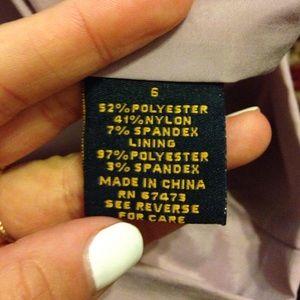 6
52% POLYESTER
41% NYLON
7% SPANDEX
LINING
97% POLYESTER
3% SPANDEX
MADE IN CHINA
RN 67473
SEE REVERSE
FOR CARE